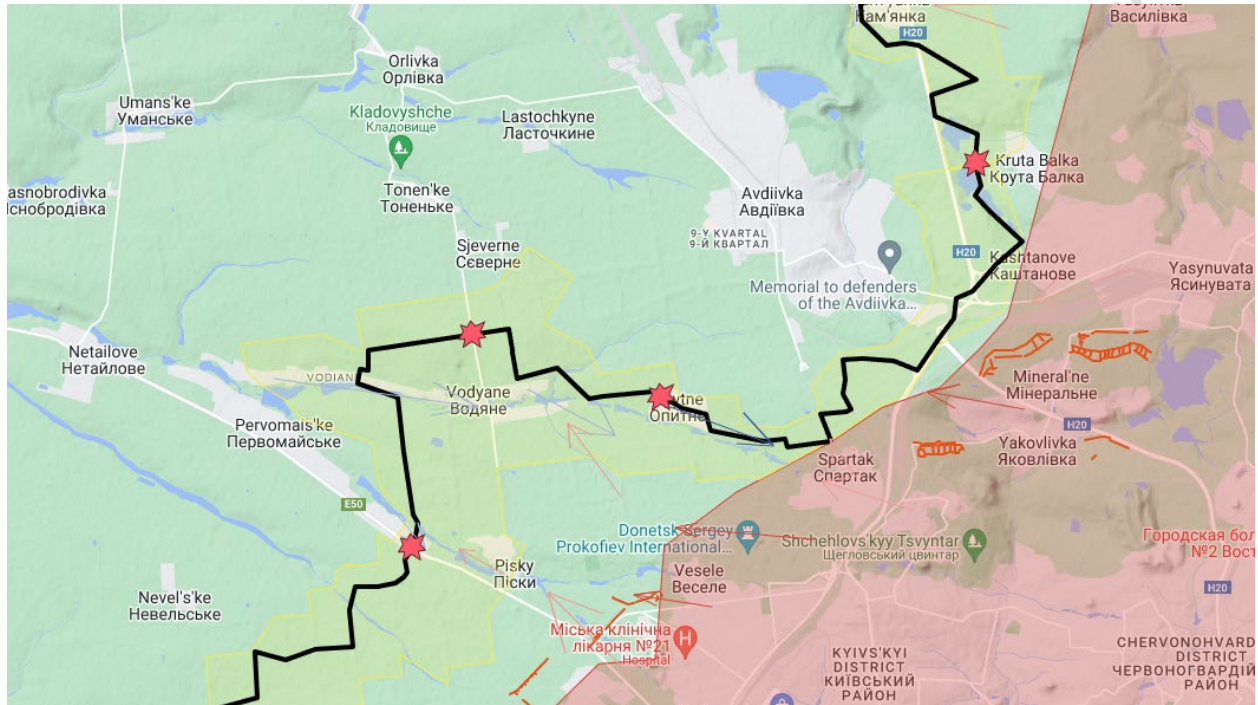 Кам'янка
H20
Василівка
Orlivka
Орлівка
Umans'ke
Уманське
Kladovyshche
Кладовище
Lastochkyne
Ласточкине
Kruta Balka
Крута Балка
asnobrodivka
існобродівка
Tonen'ke
Тоненьке
Avdiivka
Авдіївка
9-Y KVARTAL
9-Й КВАРТАЛ
Sjeverne
Сєверне
H20
Kashtanove
Каштанове
Memorial to defenders
of the Avdiivka...
Yasynuvata
Ясинувата
Netailove
Нетайлове
VODIAN
Vodyane
Водяне
Опитне
Mineral'ne
Мінеральне
Pervomais'ke
Первомайське
H20
Yakovlivka
Яковлівка
Spartak
Спартак
E50
Donetsk Sergey
Prokofiev International...
Shchehlovs'kyy Tsvyntar
Щегловський цвинтар
Городская бол
№2 Вост
Pisky
Піски
Vesele
Веселе
Nevel's'ke
Невельське
H20
Міська клінічна
лікарня №21
Hospital
KYIVS'KYI
DISTRICT
КИЇВСЬКИЙ
РАЙОН
CHERVONOHVARD
DISTRICT
ЧЕРВОНОГВАРДІЙ
РАЙОН